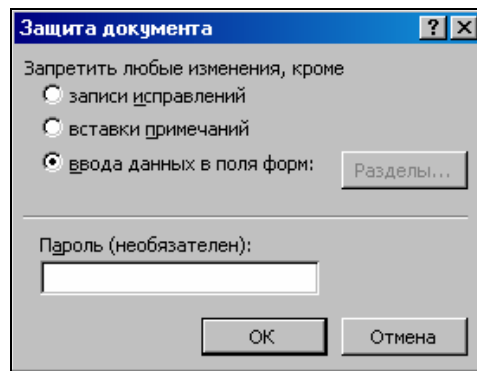 Защита документа
Запретить любые изменения, кроме
записи исправлений
вставки примечаний
ввода данных в поля форм:
Разделы...
Пароль (необязателен):
ОК
Отмена